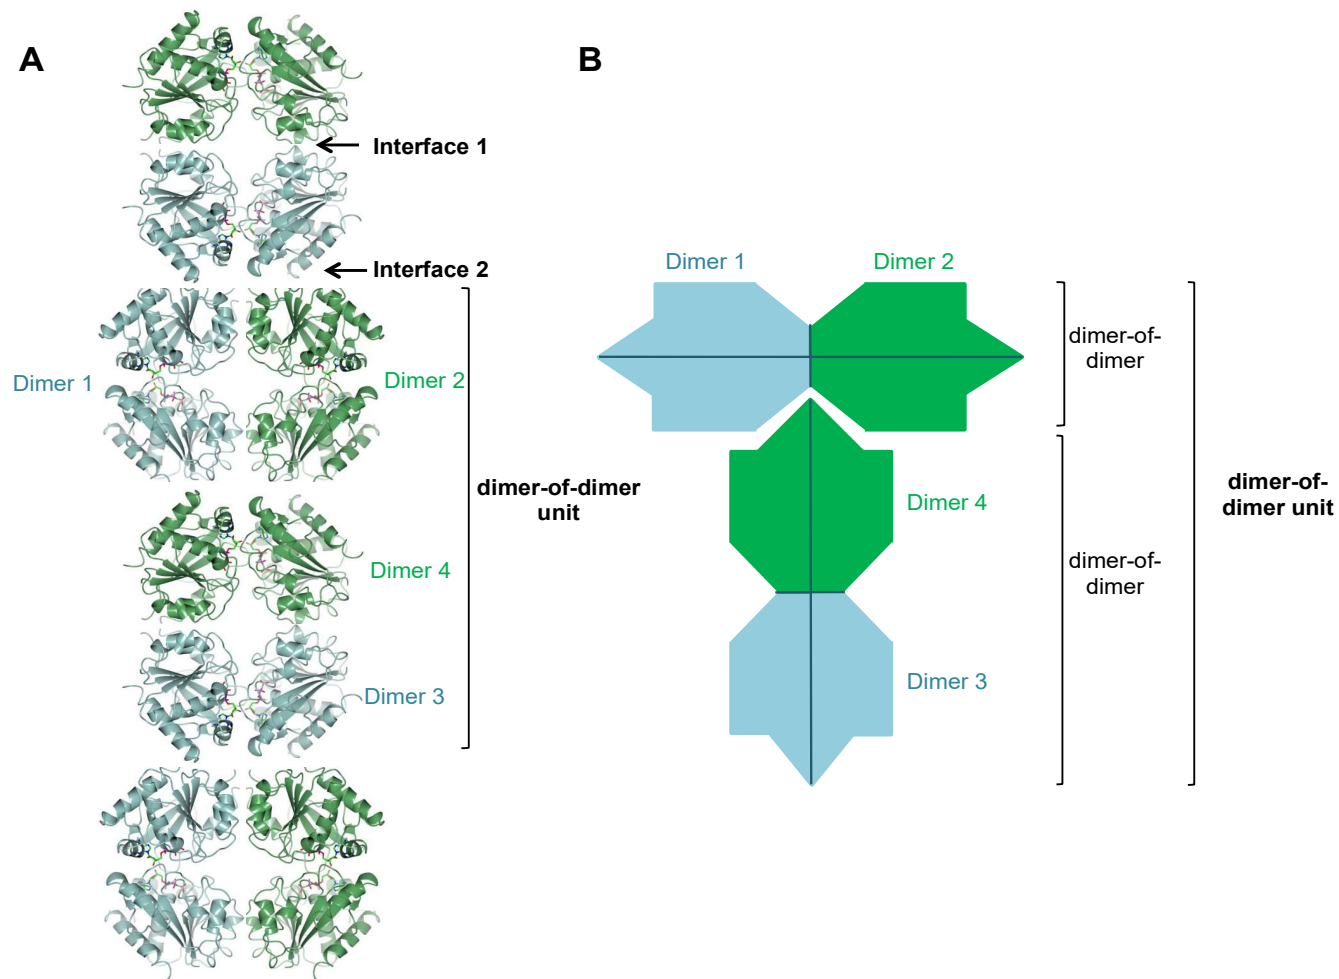 A
Interface 1
Interface 2
Dimer 1
Dimer 2
Dimer 4
Dimer 3
dimer-of-dimer
unit
B
Dimer 1
Dimer 2
Dimer 4
Dimer 3
dimer-of-
dimer
dimer-of-
dimer
dimer-of-
dimer unit